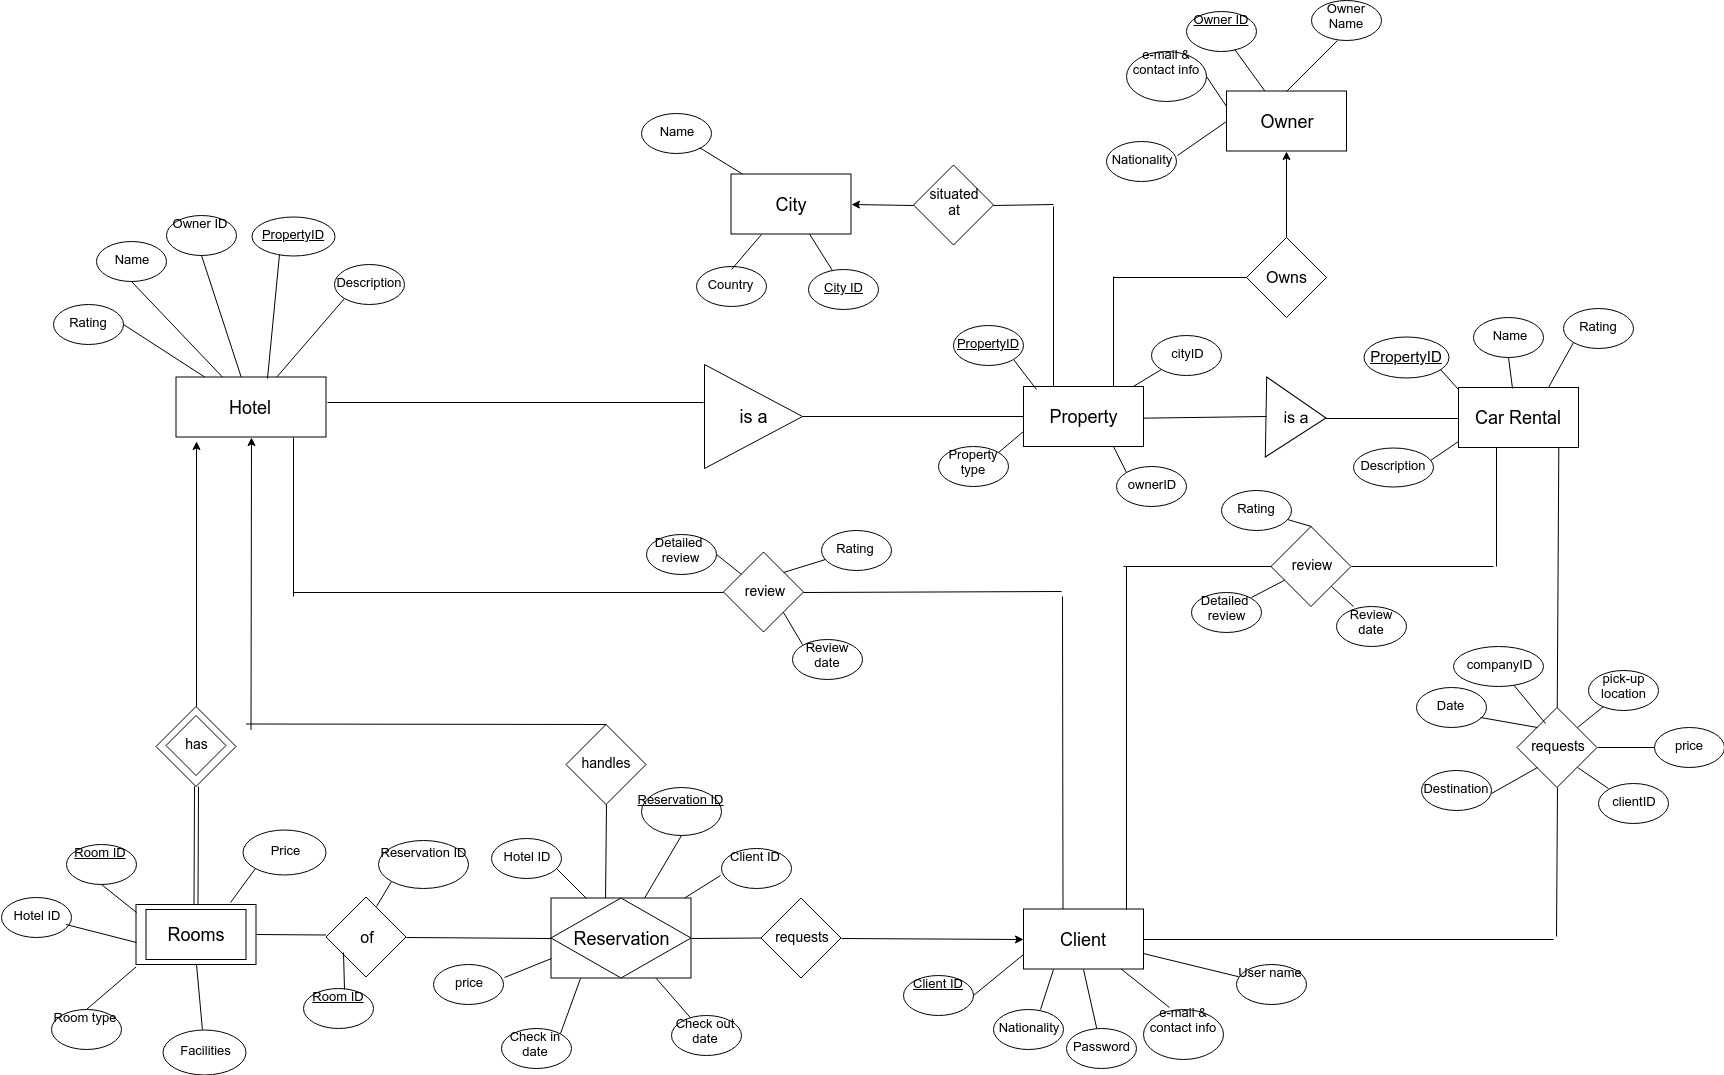 Owner
Name
Owner ID
e-mail &
contact info
Owner
Nationality
Name
City
situated
at
Country
City ID
Owns
Owner ID
PropertyID
Name
Description
Rating
Hotel
is a
PropertyID
cityID
Property
Property
type
ownerID
is a
PropertyID
Name
Rating
Car Rental
Description
Rating
review
Detailed
review
Review
date
Detailed
review
Rating
review
Review
date
companyID
pick-up
location
Date
requests
price
Destination
clientID
has
handles
Reservation ID
Hotel ID
Client ID
Room ID
Price
Reservation ID
Hotel ID
Rooms
of
Reservation
requests
Client
Room type
Facilities
Room ID
price
Check in
date
Check out
date
Client ID
Nationality
Password
e-mail &
contact info
User name